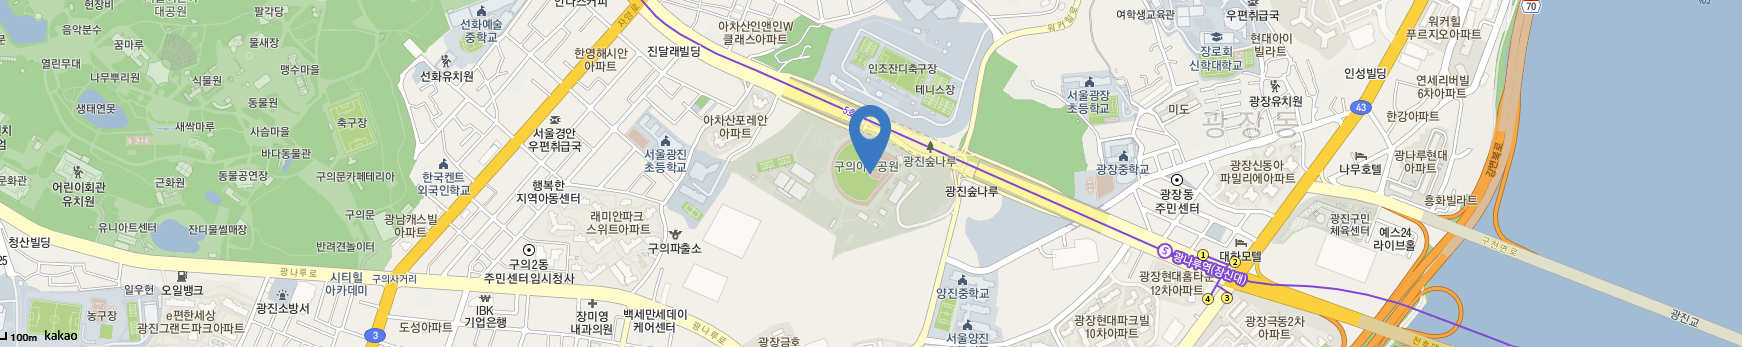 현장비
대공원
팔각당
음악분수
꿈마루
물새장
열린무대
나무뿌리원
식물원
맹수마을
생태연못
동물원
축구장
새싹마루
사슴마을
바다동물관
어린이회관
유치원
근화원
동물공연장
구의문카페테리아
구의문
유니아트센터
잔디물썰매장
반려견놀이터
청산빌딩
25
광나루로
시티힐
아카데미
구의사거리
일우헌
오일뱅크
농구장
e편한세상
광진그랜드파크아파트
광진소방서
100m
kakao
3
도성아파트
IBK
기업은행
선화예술
중학교
선화유치원
자양로
한영해시안
아파트
서울경안
우편취급국
한국켄트
외국인학교
행복한
지역아동센터
광남캐스빌
아파트
구의2동
주민센터임시청사
장미영
내과의원
백세만세데이
케어센터
광나루로
래미안파크
스위트아파트
구의파출소
서울광진
초등학교
진달래빌딩
아차산인앤인W
클래스아파트
아차산포레안
아파트
인조잔디축구장
테니스장
광진숲나루
광진숲나루
광장금호
양진중학교
서울양진
워커힐로
여학생교육관
우편취급국
장로회
신학대학교
현대아이
빌라트
워커힐
푸르지오아파트
70
인성빌딩
서울광장
초등학교
미도
광장유치원
연세리버빌
6차아파트
43
한강아파트
광장동
광장중학교
광장신동아
파밀리에아파트
나무호텔
광나루현대
아파트
강변북로
광장동
주민센터
흥화빌라트
광진구민
체육센터
예스24
라이브홀
구천면로
5
광나루역(장신대)
1
2
3
4
대하모텔
광장현대홈타운
12차아파트
광장현대파크빌
10차아파트
광장극동2차
아파트
광진교